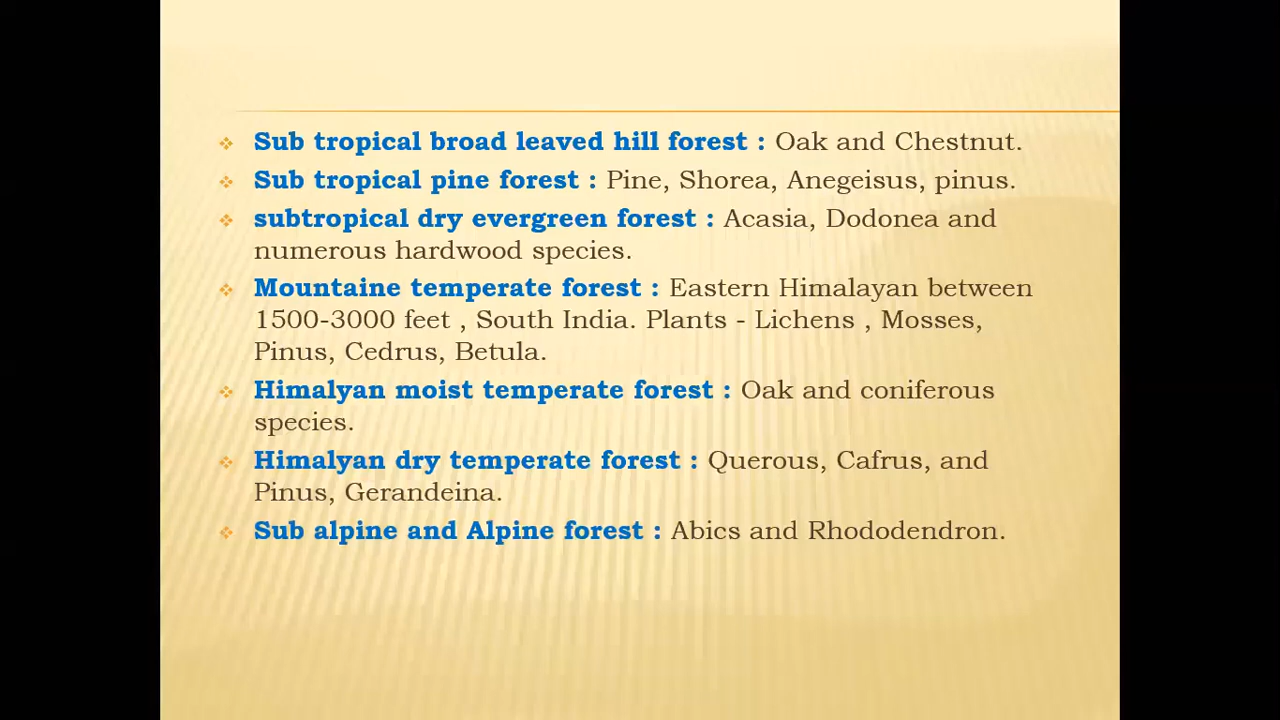 Sub tropical broad leaved hill forest : Oak and Chestnut.
Sub tropical pine forest : Pine, Shorea, Anegeisus, pinus.
subtropical dry evergreen forest : Acasia, Dodonea and
numerous hardwood species.
Mountaine temperate forest : Eastern Himalayan between
1500-3000 feet , South India. Plants - Lichens , Mosses,
Pinus, Cedrus, Betula.
Himalyan moist temperate forest : Oak and coniferous
species.
Himalyan dry temperate forest : Querous, Cafrus, and
Pinus, Gerandeina.
Sub alpine and Alpine forest : Abics and Rhododendron.